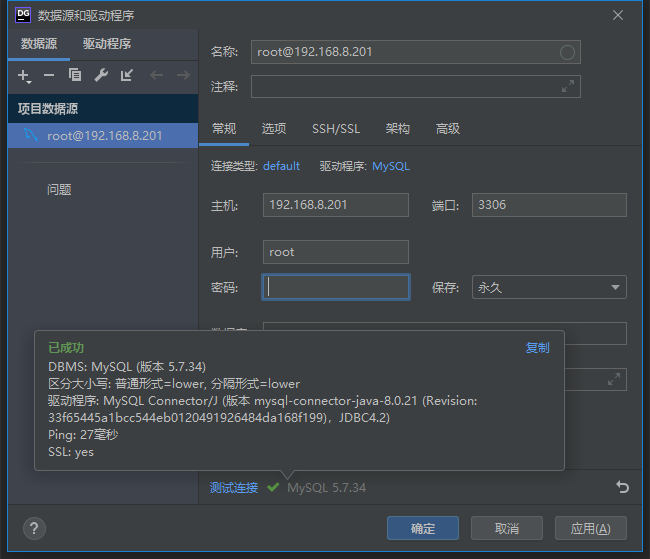 DG
数据源和驱动程序
数据源 驱动程序
项目数据源
root@192.168.8.201
问题
名称: root@192.168.8.201
注释:
常规 选项 SSH/SSL 架构 高级
连接类型: default 驱动程序: MySQL
主机: 192.168.8.201 端口: 3306
用户: root
密码: 保存: 永久
已成功 复制
DBMS: MySQL (版本 5.7.34)
区分大小写: 普通形式=lower, 分隔形式=lower
驱动程序: MySQL Connector/J (版本 mysql-connector-java-8.0.21 (Revision:
33f65445a1bcc544eb0120491926484da168f199)，JDBC4.2)
Ping: 27毫秒
SSL: yes
测试连接 MySQL 5.7.34
? 确定 取消 应用(A)